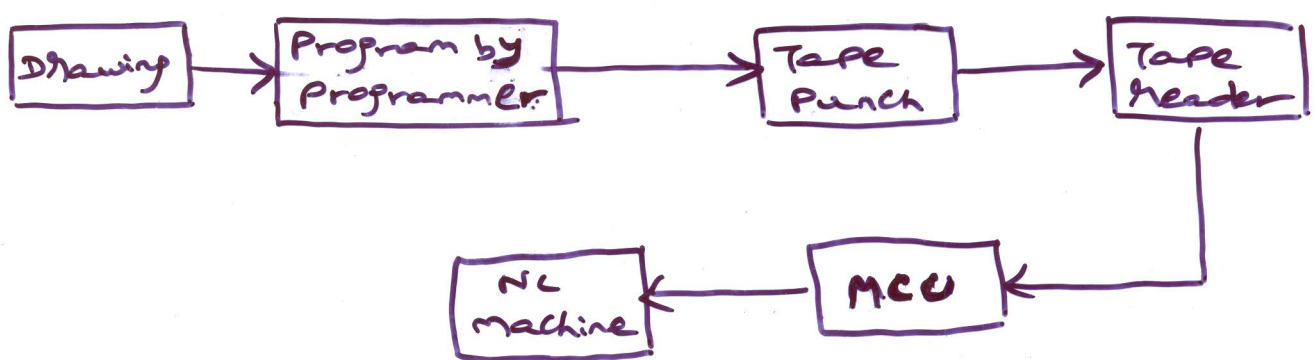 Drawing
Program by
Programmer.
Tape
Punch
Tape
reader
MCU
NC
Machine